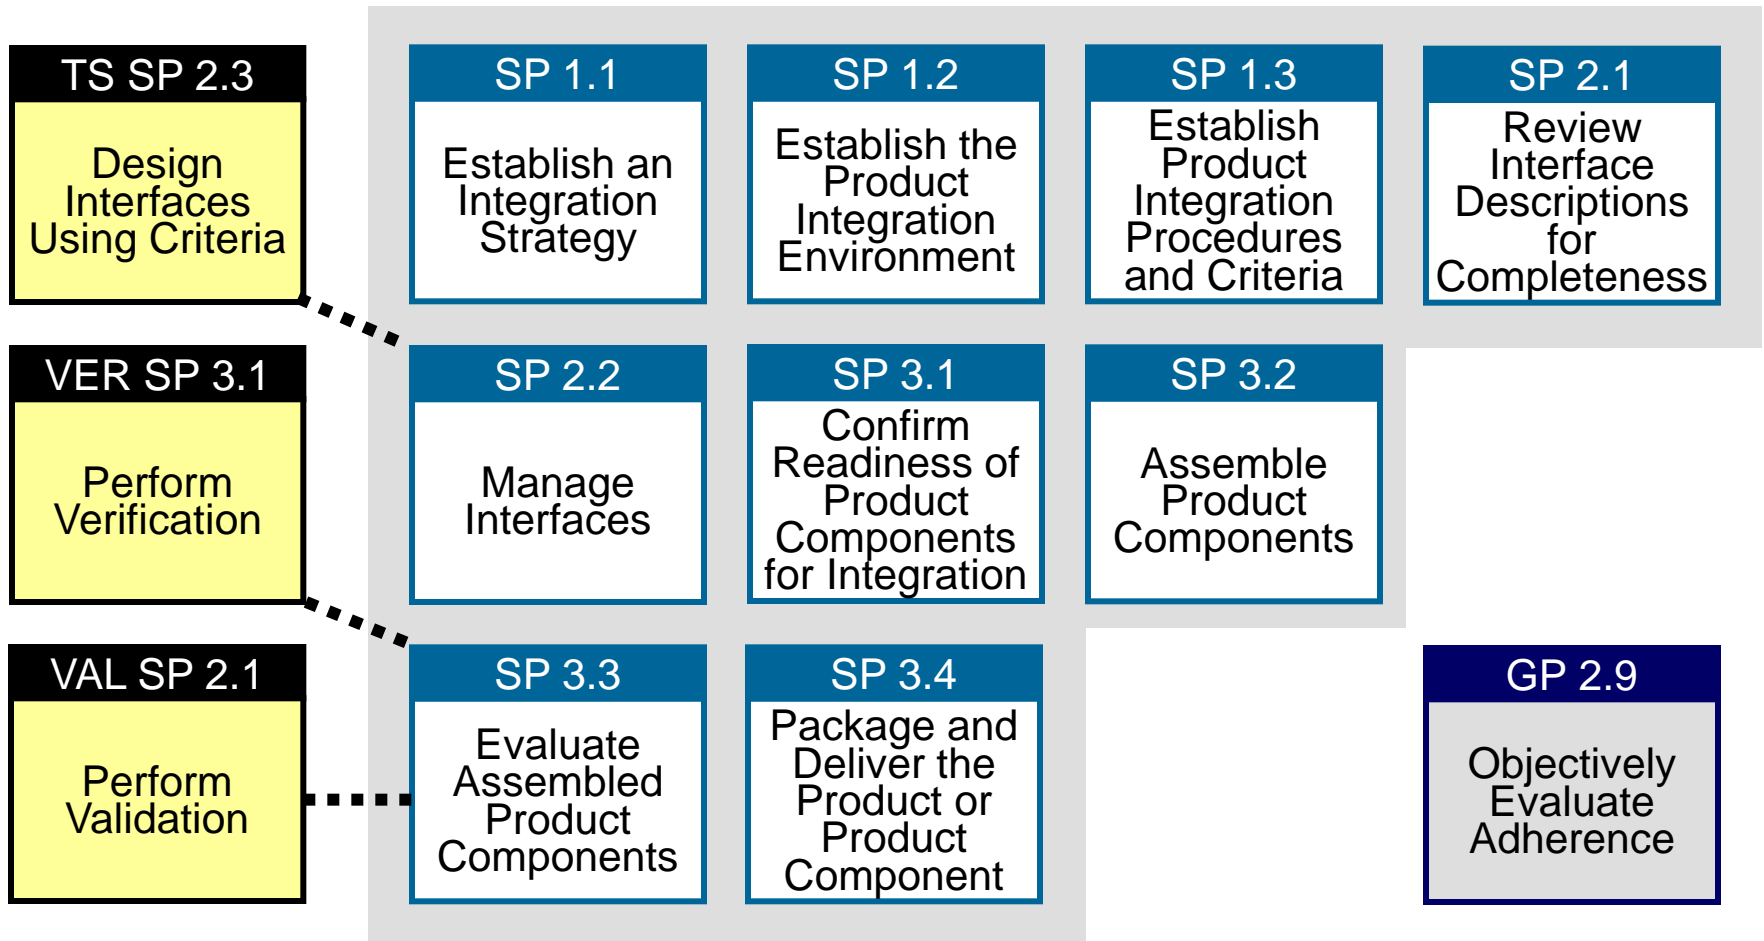 TS SP 2.3
Design
Interfaces
Using Criteria
SP 1.1
Establish an
Integration
Strategy
SP 1.2
Establish the
Product
Integration
Environment
SP 1.3
Establish
Product
Integration
Procedures
and Criteria
SP 2.1
Review
Interface
Descriptions
for
Completeness
VER SP 3.1
Perform
Verification
SP 2.2
Manage
Interfaces
SP 3.1
Confirm
Readiness of
Product
Components
for Integration
SP 3.2
Assemble
Product
Components
VAL SP 2.1
Perform
Validation
SP 3.3
Evaluate
Assembled
Product
Components
SP 3.4
Package and
Deliver the
Product or
Product
Component
GP 2.9
Objectively
Evaluate
Adherence